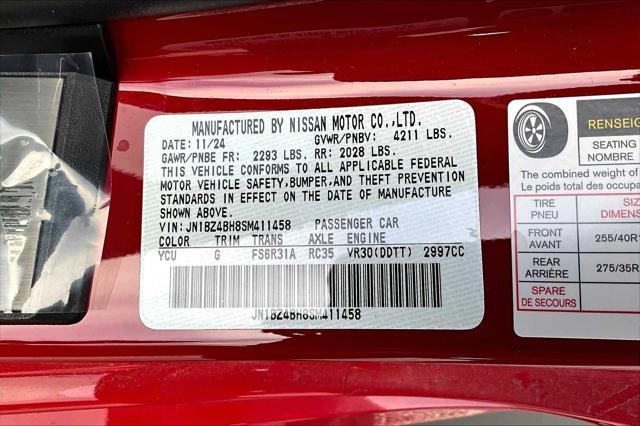 MANUFACTURED BY NISSAN MOTOR CO.,LTD.
DATE: 11/24 GVWR/PNBV: 4211 LBS.
GAWR/PNBE FR: 2293 LBS. RR: 2028 LBS.
THIS VEHICLE CONFORMS TO ALL APPLICABLE FEDERAL
MOTOR VEHICLE SAFETY,BUMPER,AND THEFT PREVENTION
STANDARDS IN EFFECT ON THE DATE OF MANUFACTURE
SHOWN ABOVE.
VIN: JN1BZ4BH8SM411458 PASSENGER CAR
COLOR TRIM TRANS AXLE ENGINE
YCU G FS6R31A RC35 VR30(DDTT) 2997CC
JN1BZ4BH8SM411458
RENSEIG
SEATING
NOMBRE
The combined weight of
Le poids total des occupa
TIRE
PNEU
SIZ
DIMENS
FRONT
AVANT
255/40R1
REAR
ARRIÈRE
275/35R
SPARE
DE SECOURS